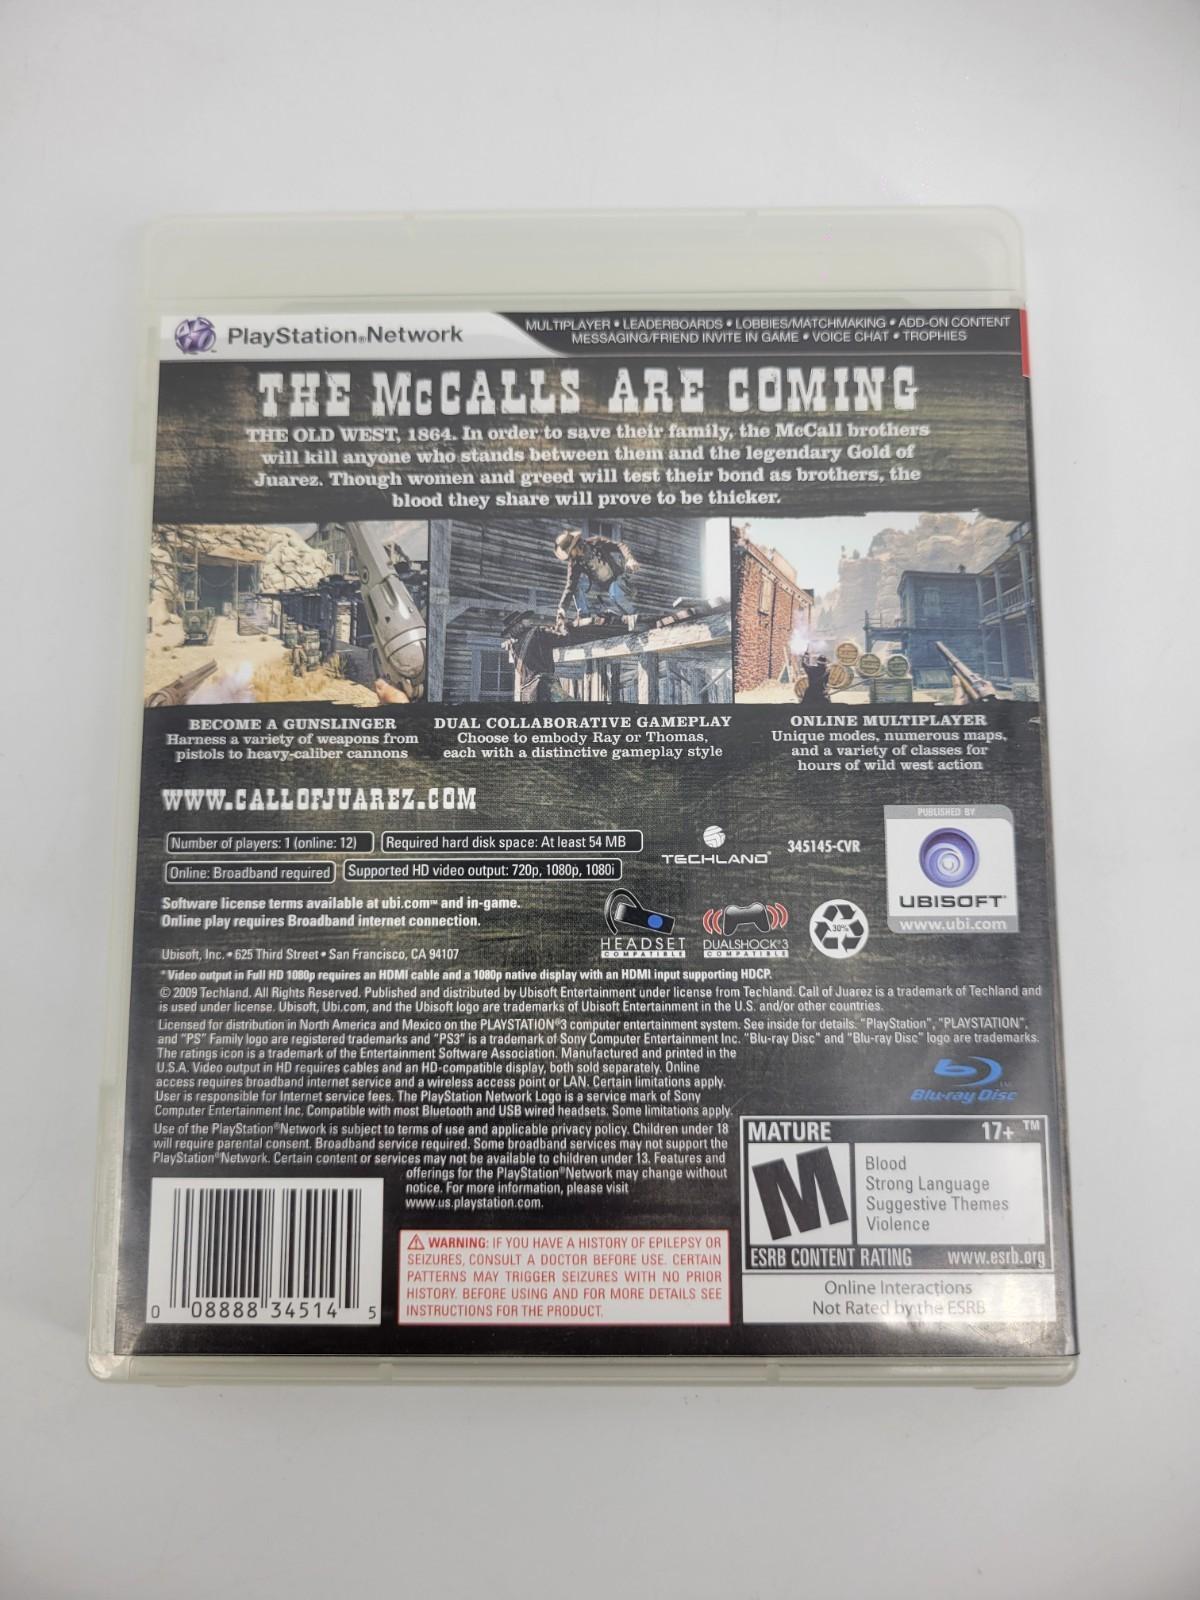 PlayStation®Network
MULTIPLAYER • LEADERBOARDS • LOBBIES/MATCHMAKING • ADD-ON CONTENT
MESSAGING/FRIEND INVITE IN GAME • VOICE CHAT • TROPHIES
THE McCALLS ARE COMING
THE OLD WEST, 1864. In order to save their family, the McCall brothers
will kill anyone who stands between them and the legendary Gold of
Juarez. Though women and greed will test their bond as brothers, the
blood they share will prove to be thicker.
BECOME A GUNSLINGER
Harness a variety of weapons from
pistols to heavy-caliber cannons
DUAL COLLABORATIVE GAMEPLAY
Choose to embody Ray or Thomas,
each with a distinctive gameplay style
ONLINE MULTIPLAYER
Unique modes, numerous maps,
and a variety of classes for
hours of wild west action
WWW.CALLOFJUAREZ.COM
Number of players: 1 (online: 12)
Required hard disk space: At least 54 MB
Online: Broadband required
Supported HD video output: 720p, 1080p, 1080i
TECHLAND
345145-CVR
PUBLISHED BY
UBISOFT
www.ubi.com
Software license terms available at ubi.com℠ and in-game.
Online play requires Broadband internet connection.
HEADSET
COMPATIBLE
DUALSHOCK®3
COMPATIBLE
30%
Ubisoft, Inc. • 625 Third Street • San Francisco, CA 94107
*Video output in Full HD 1080p requires an HDMI cable and a 1080p native display with an HDMI input supporting HDCP.
© 2009 Techland, All Rights Reserved. Published and distributed by Ubisoft Entertainment under license from Techland. Call of Juarez is a trademark of Techland and
is used under license. Ubisoft, Ubi.com, and the Ubisoft logo are trademarks of Ubisoft Entertainment in the U.S. and/or other countries.
Licensed for distribution in North America and Mexico on the PLAYSTATION®3 computer entertainment system. See inside for details. "PlayStation", "PLAYSTATION",
and "PS" Family logo are registered trademarks and "PS3" is a trademark of Sony Computer Entertainment Inc. "Blu-ray Disc" and "Blu-ray Disc" logo are trademarks.
The ratings icon is a trademark of the Entertainment Software Association. Manufactured and printed in the
U.S.A. Video output in HD requires cables and an HD-compatible display, both sold separately. Online
access requires broadband internet service and a wireless access point or LAN. Certain limitations apply.
User is responsible for Internet service fees. The PlayStation Network Logo is a service mark of Sony
Computer Entertainment Inc. Compatible with most Bluetooth and USB wired headsets. Some limitations apply.
Use of the PlayStation®Network is subject to terms of use and applicable privacy policy. Children under 18
will require parental consent. Broadband service required. Some broadband services may not support the
PlayStation®Network. Certain content or services may not be available to children under 13. Features and
offerings for the PlayStation®Network may change without
notice. For more information, please visit
www.us.playstation.com.
Blu-ray Disc
MATURE 17+ ™
M
Blood
Strong Language
Suggestive Themes
Violence
ESRB CONTENT RATING www.esrb.org
Online Interactions
Not Rated by the ESRB
⚠ WARNING: IF YOU HAVE A HISTORY OF EPILEPSY OR
SEIZURES, CONSULT A DOCTOR BEFORE USE. CERTAIN
PATTERNS MAY TRIGGER SEIZURES WITH NO PRIOR
HISTORY. BEFORE USING AND FOR MORE DETAILS SEE
INSTRUCTIONS FOR THE PRODUCT.
0 08888 34514 5